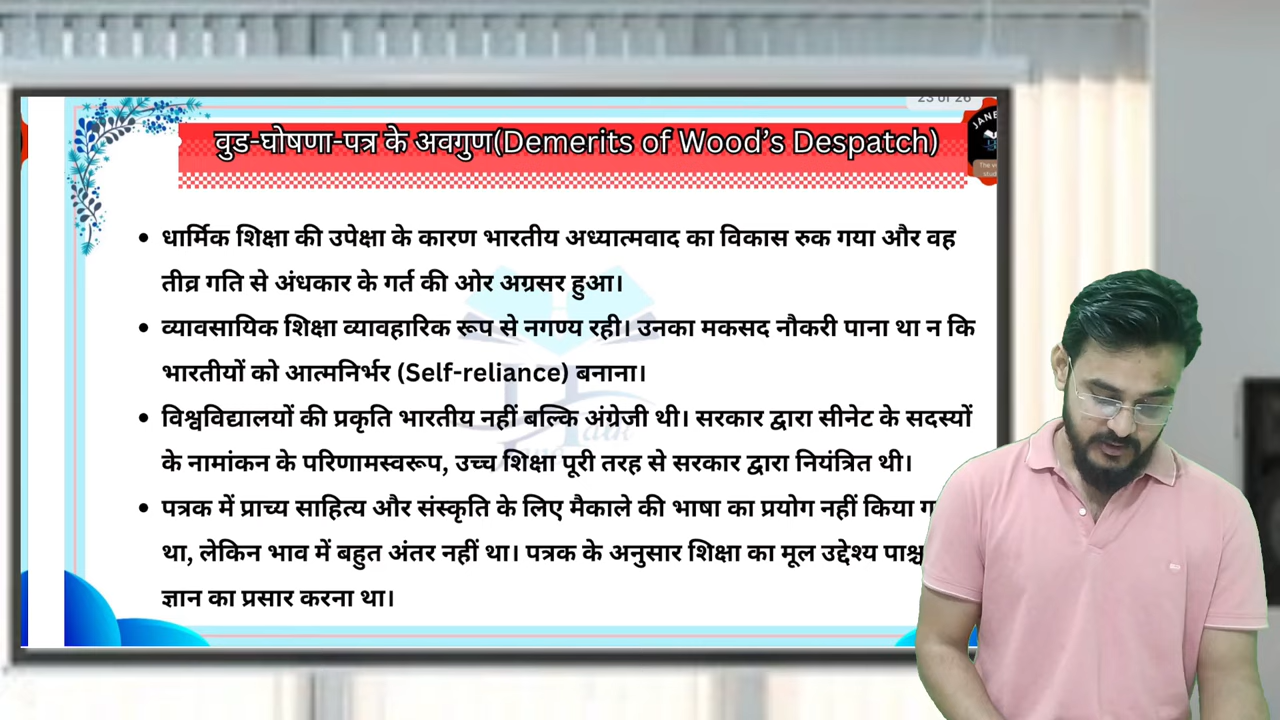 23 of 26
वुड-घोषणा-पत्र के अवगुण(Demerits of Wood's Despatch)
धार्मिक शिक्षा की उपेक्षा के कारण भारतीय अध्यात्मवाद का विकास रुक गया और वह
तीव्र गति से अंधकार के गर्त की ओर अग्रसर हुआ।
व्यावसायिक शिक्षा व्यावहारिक रूप से नगण्य रही। उनका मकसद नौकरी पाना था न कि
भारतीयों को आत्मनिर्भर (Self-reliance) बनाना।
विश्वविद्यालयों की प्रकृति भारतीय नहीं बल्कि अंग्रेजी थी। सरकार द्वारा सीनेट के सदस्यों
के नामांकन के परिणामस्वरूप, उच्च शिक्षा पूरी तरह से सरकार द्वारा नियंत्रित थी।
पत्रक में प्राच्य साहित्य और संस्कृति के लिए मैकाले की भाषा का प्रयोग नहीं किया
था, लेकिन भाव में बहुत अंतर नहीं था। पत्रक के अनुसार शिक्षा का मूल उद्देश्य
ज्ञान का प्रसार करना था।